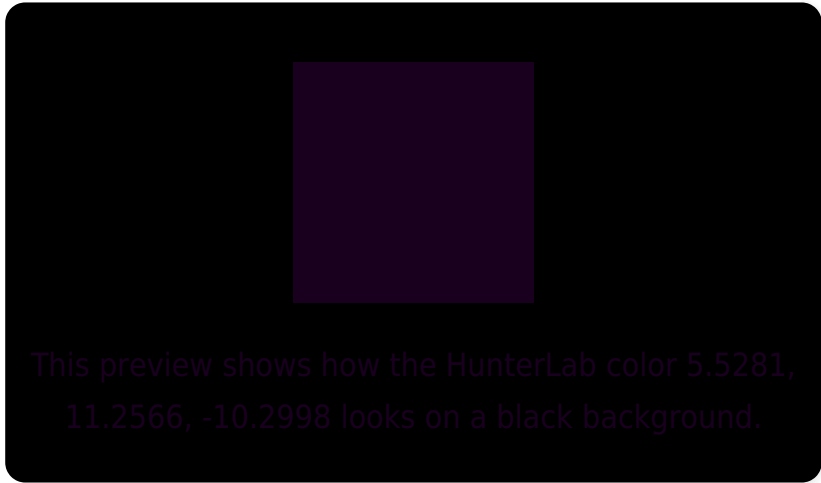 This preview shows how the HunterLab color 5.5281,
11.2566, -10.2998 looks on a black background.